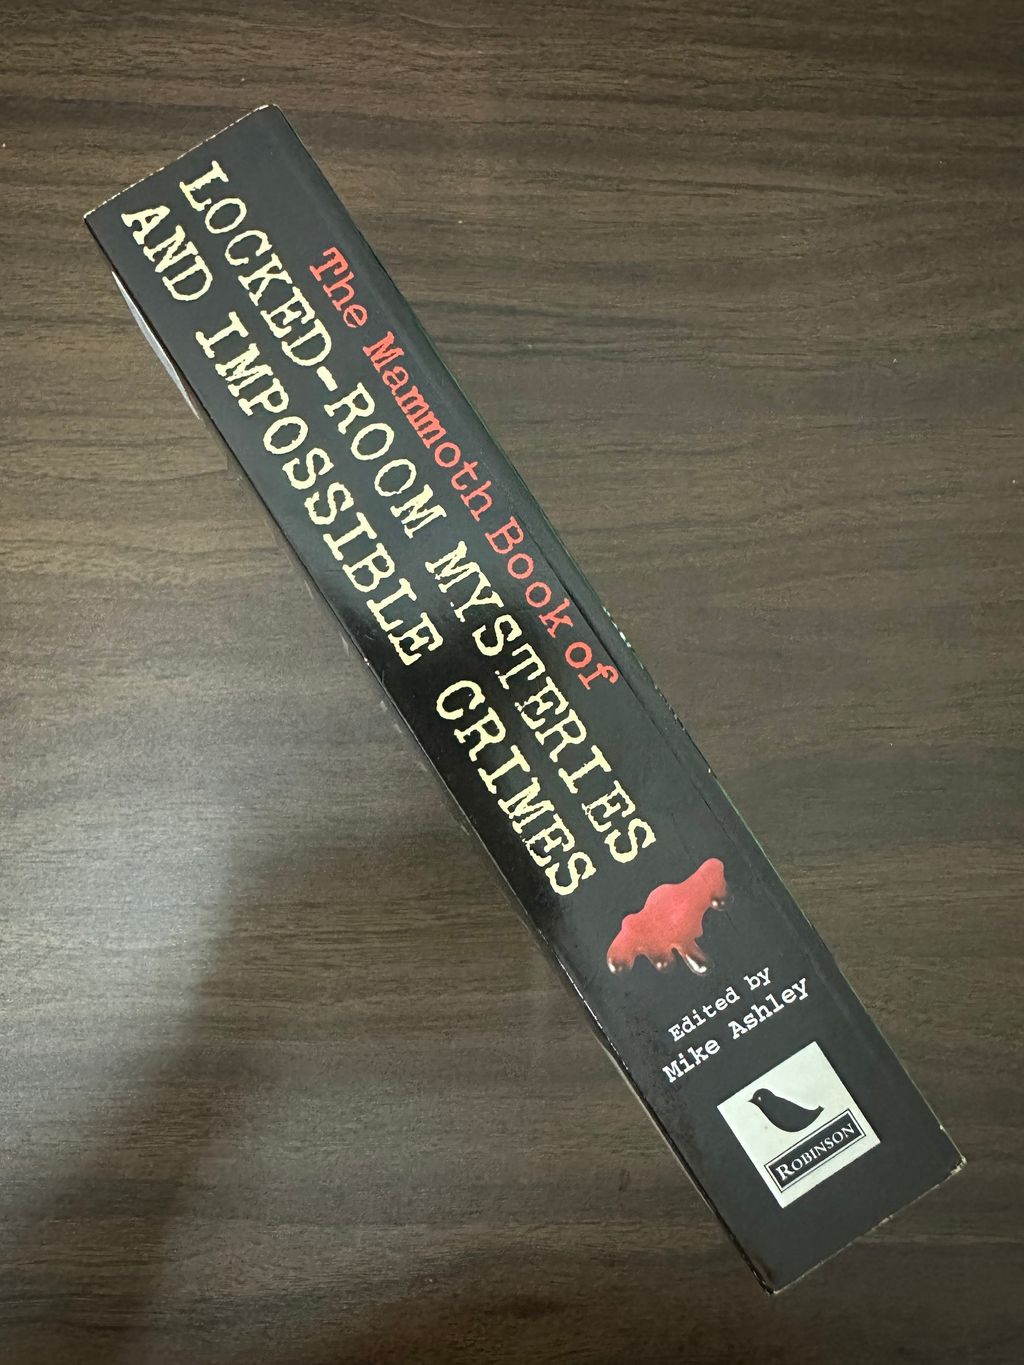 The Mammoth Book of
LOCKED-ROOM MYSTERIES
AND IMPOSSIBLE CRIMES
Edited by
Mike Ashley
ROBINSON